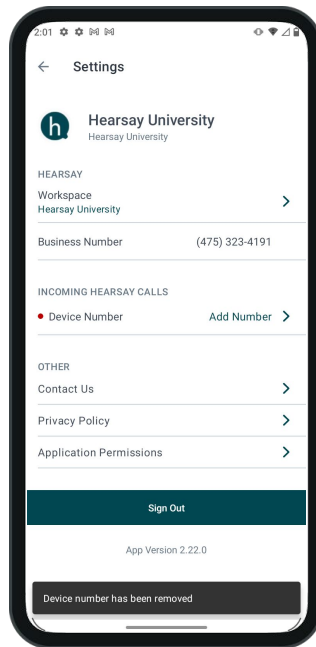 2:01
Settings
h
Hearsay University
Hearsay University
HEARSAY
Workspace
Hearsay University
Business Number (475) 323-4191
INCOMING HEARSAY CALLS
Device Number Add Number
OTHER
Contact Us
Privacy Policy
Application Permissions
Sign Out
App Version 2.22.0
Device number has been removed